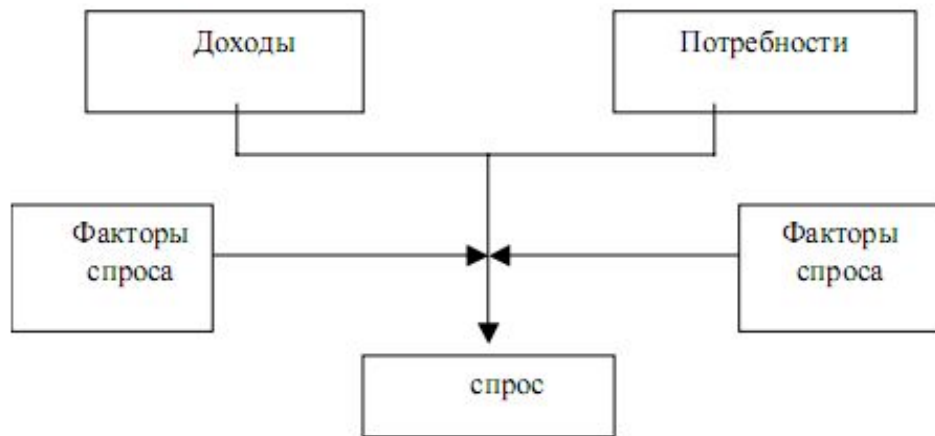 Доходы
Потребности
Факторы
спроса
Факторы
спроса
спрос